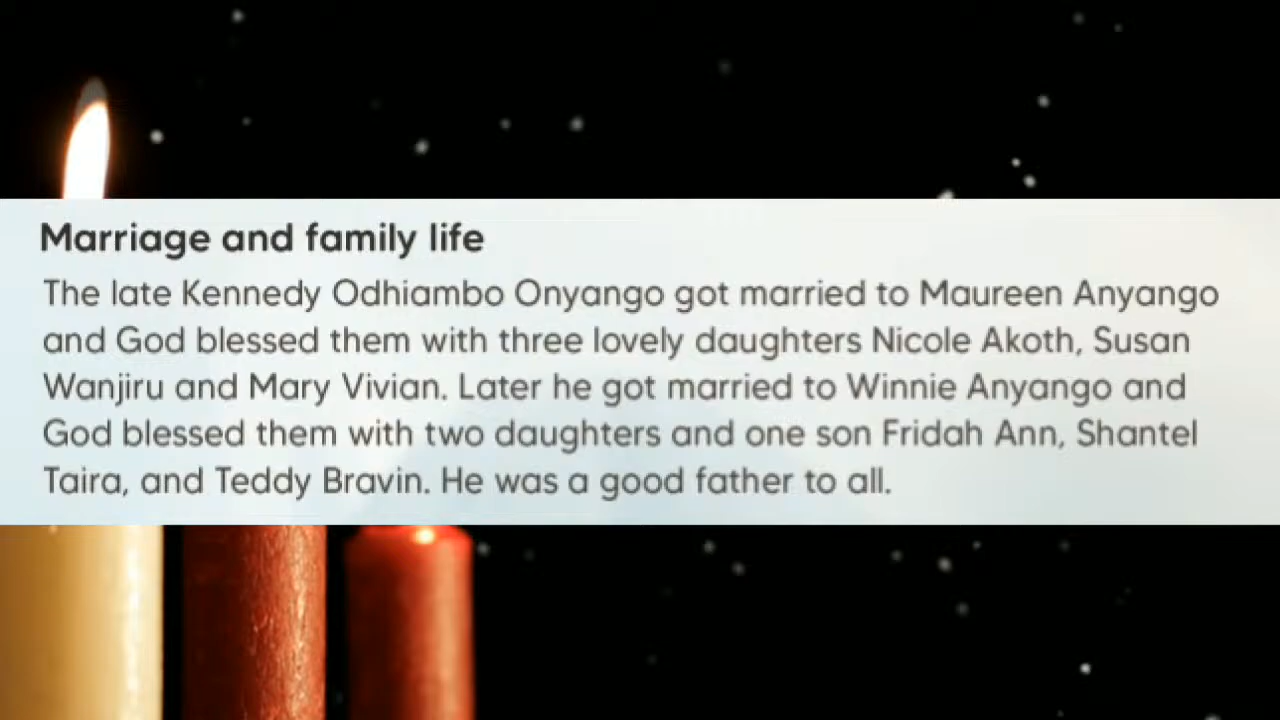 Marriage and family life
The late Kennedy Odhiambo Onyango got married to Maureen Anyango
and God blessed them with three lovely daughters Nicole Akoth, Susan
Wanjiru and Mary Vivian. Later he got married to Winnie Anyango and
God blessed them with two daughters and one son Fridah Ann, Shantel
Taira, and Teddy Bravin. He was a good father to all.